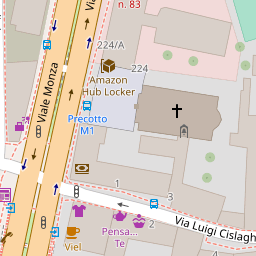 n. 83
Via
224/A
224
Amazon
Hub Locker
Viale Monza
Precotto
M1
1
3
Via Luigi Cislagh
2
Pensa...
Te
Viel